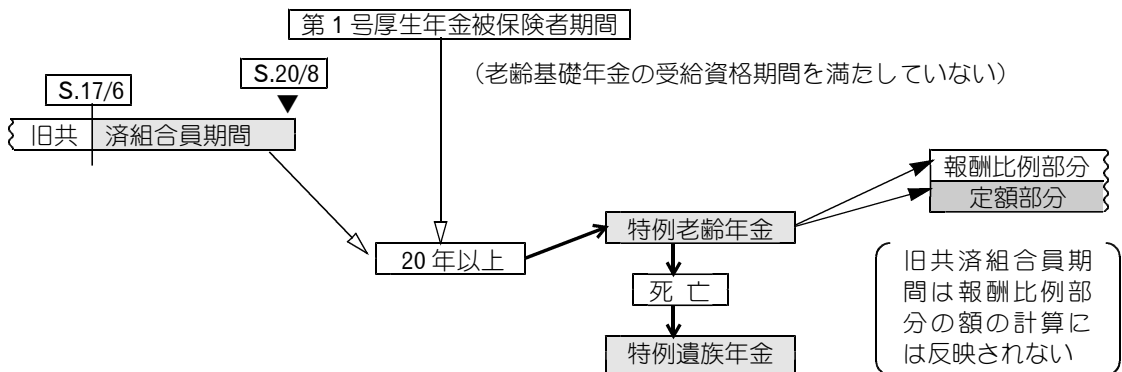 第1号厚生年金被保険者期間
S.20/8
(老齢基礎年金の受給資格期間を満たしていない)
S.17/6
旧共 済組合員期間
報酬比例部分
定額部分
特例老齢年金
20年以上
旧共済組合員期
間は報酬比例部
分の額の計算に
は反映されない
死 亡
特例遺族年金